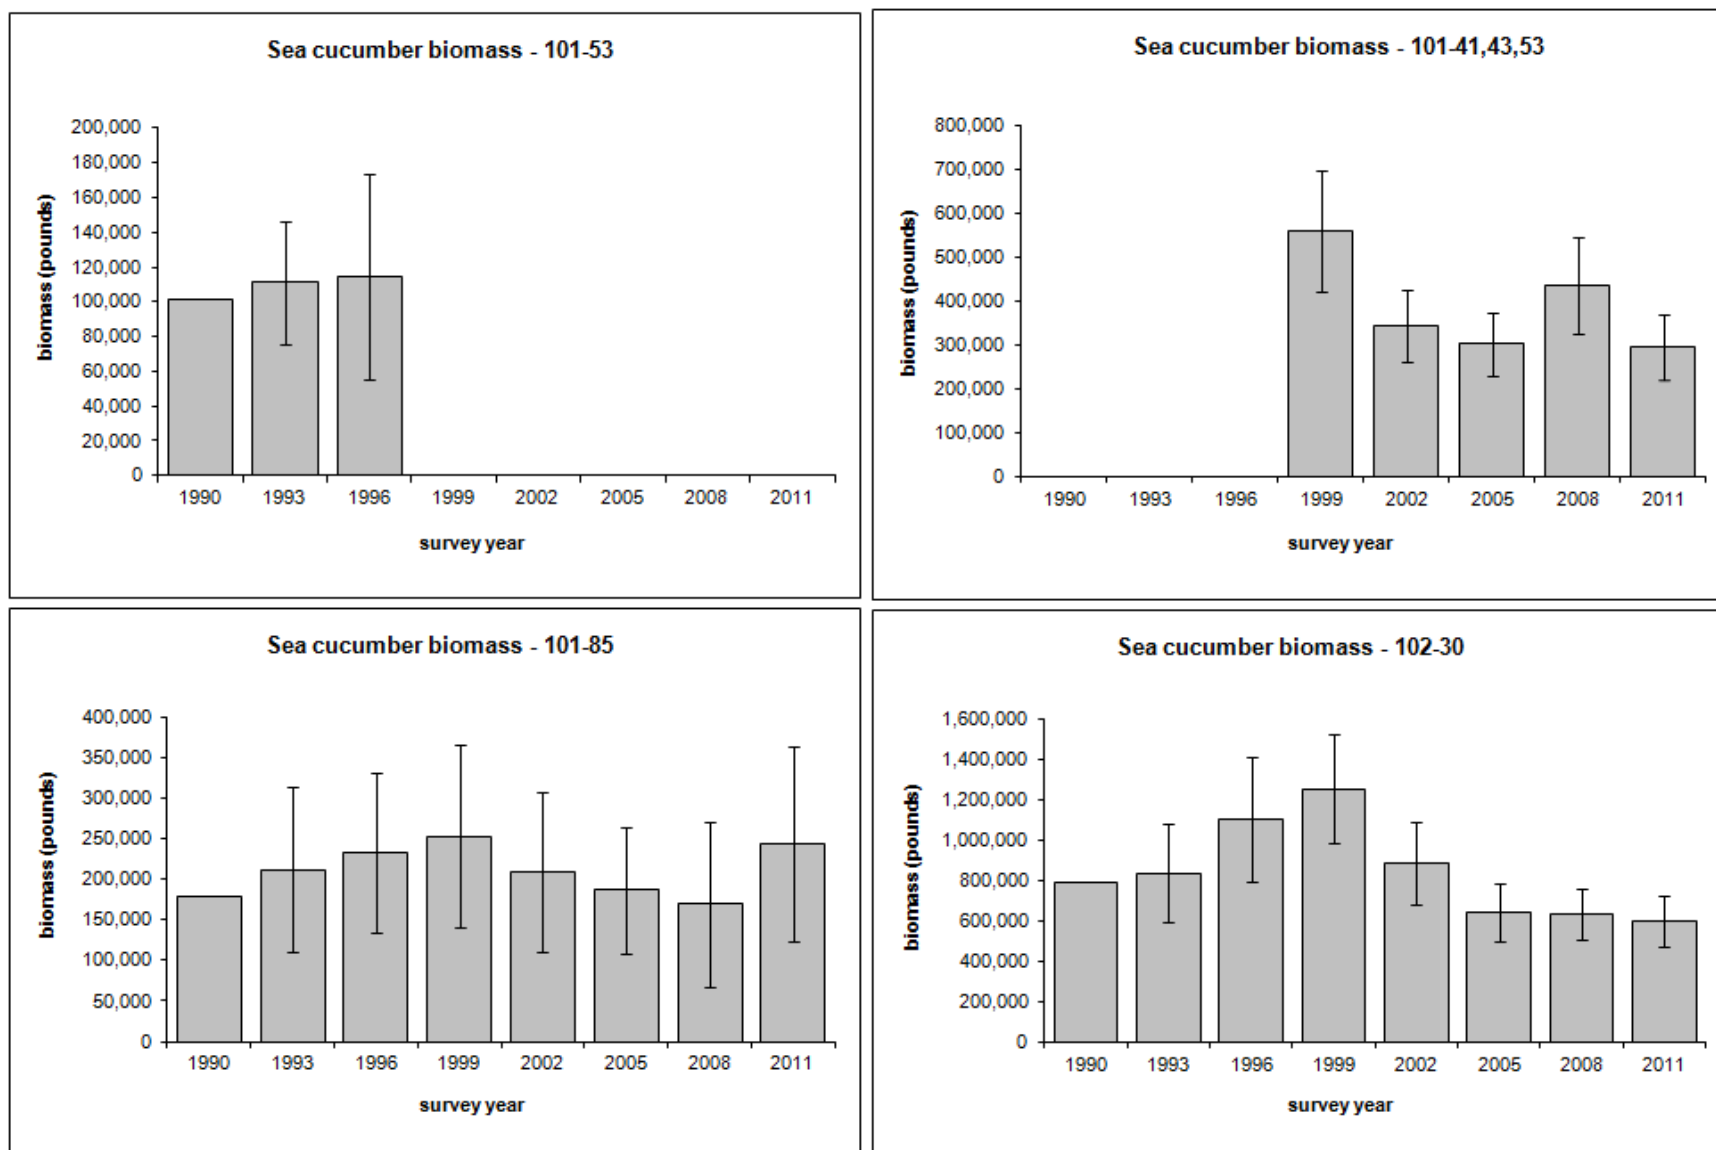 Sea cucumber biomass - 101-53
biomass (pounds)
200,000
180,000
160,000
140,000
120,000
100,000
80,000
60,000
40,000
20,000
0
1990 1993 1996 1999 2002 2005 2008 2011
survey year
Sea cucumber biomass - 101-41,43,53
biomass (pounds)
800,000
700,000
600,000
500,000
400,000
300,000
200,000
100,000
0
1990 1993 1996 1999 2002 2005 2008 2011
survey year
Sea cucumber biomass - 101-85
biomass (pounds)
400,000
350,000
300,000
250,000
200,000
150,000
100,000
50,000
0
1990 1993 1996 1999 2002 2005 2008 2011
survey year
Sea cucumber biomass - 102-30
biomass (pounds)
1,600,000
1,400,000
1,200,000
1,000,000
800,000
600,000
400,000
200,000
0
1990 1993 1996 1999 2002 2005 2008 2011
survey year